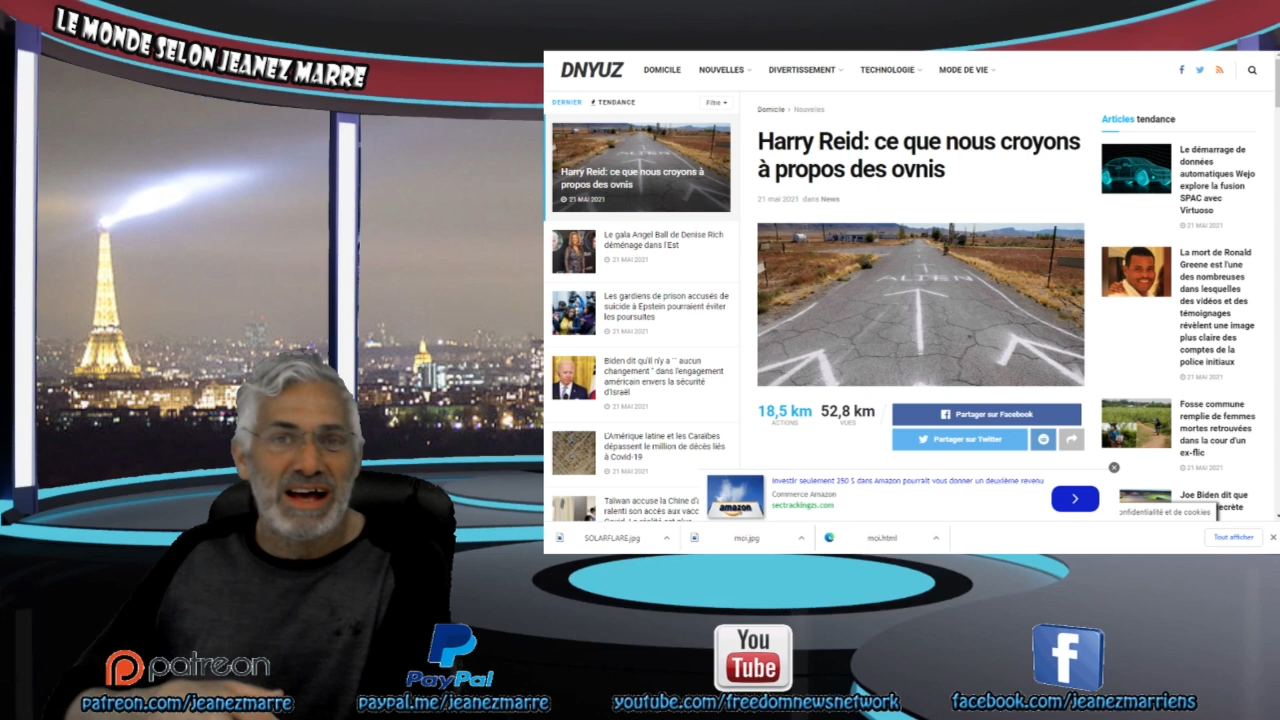 LE MONDE SELON JEANEZ MARRE
DNYUZ
DOMICILE
NOUVELLES
DIVERTISSEMENT
TECHNOLOGIE
MODE DE VIE
DERNIER
TENDANCE
Filtre
Harry Reid: ce que nous croyons à
propos des ovnis
21 MAI 2021
Le gala Angel Ball de Denise Rich
déménage dans l'Est
21 MAI 2021
Les gardiens de prison accusés de
suicide à Epstein pourraient éviter
les poursuites
21 MAI 2021
Biden dit qu'il n'y a `` aucun
changement '' dans l'engagement
américain envers la sécurité
d'Israël
21 MAI 2021
L'Amérique latine et les Caraïbes
dépassent le million de décès liés
à Covid-19
21 MAI 2021
Taïwan accuse la Chine d'a
ralenti son accès aux vacc
Domicile > Nouvelles
Harry Reid: ce que nous croyons
à propos des ovnis
21 mai 2021 dans News
ALIEN
18,5 km
ACTIONS
52,8 km
VUES
Partager sur Facebook
Partager sur Twitter
Articles tendance
Le démarrage de
données
automatiques Wejo
explore la fusion
SPAC avec
Virtuoso
21 MAI 2021
La mort de Ronald
Greene est l'une
des nombreuses
dans lesquelles
des vidéos et des
témoignages
révèlent une image
plus claire des
comptes de la
police initiaux
21 MAI 2021
Fosse commune
remplie de femmes
mortes retrouvées
dans la cour d'un
ex-flic
21 MAI 2021
Joe Biden dit que
ecrète
onfidentialité et de cookies
amazon
Investir seulement 250 $ dans Amazon pourrait vous donner un deuxième revenu
Commerce Amazon
sectrackingzs.com
SOLARFLARE.jpg
moi.jpg
moi.html
Tout afficher
patreon
patreon.com/jeanezmarre
PayPal
paypal.me/jeanezmarre
You
Tube
youtube.com/freedomnewsnetwork
f
facebook.com/jeanezmarriens